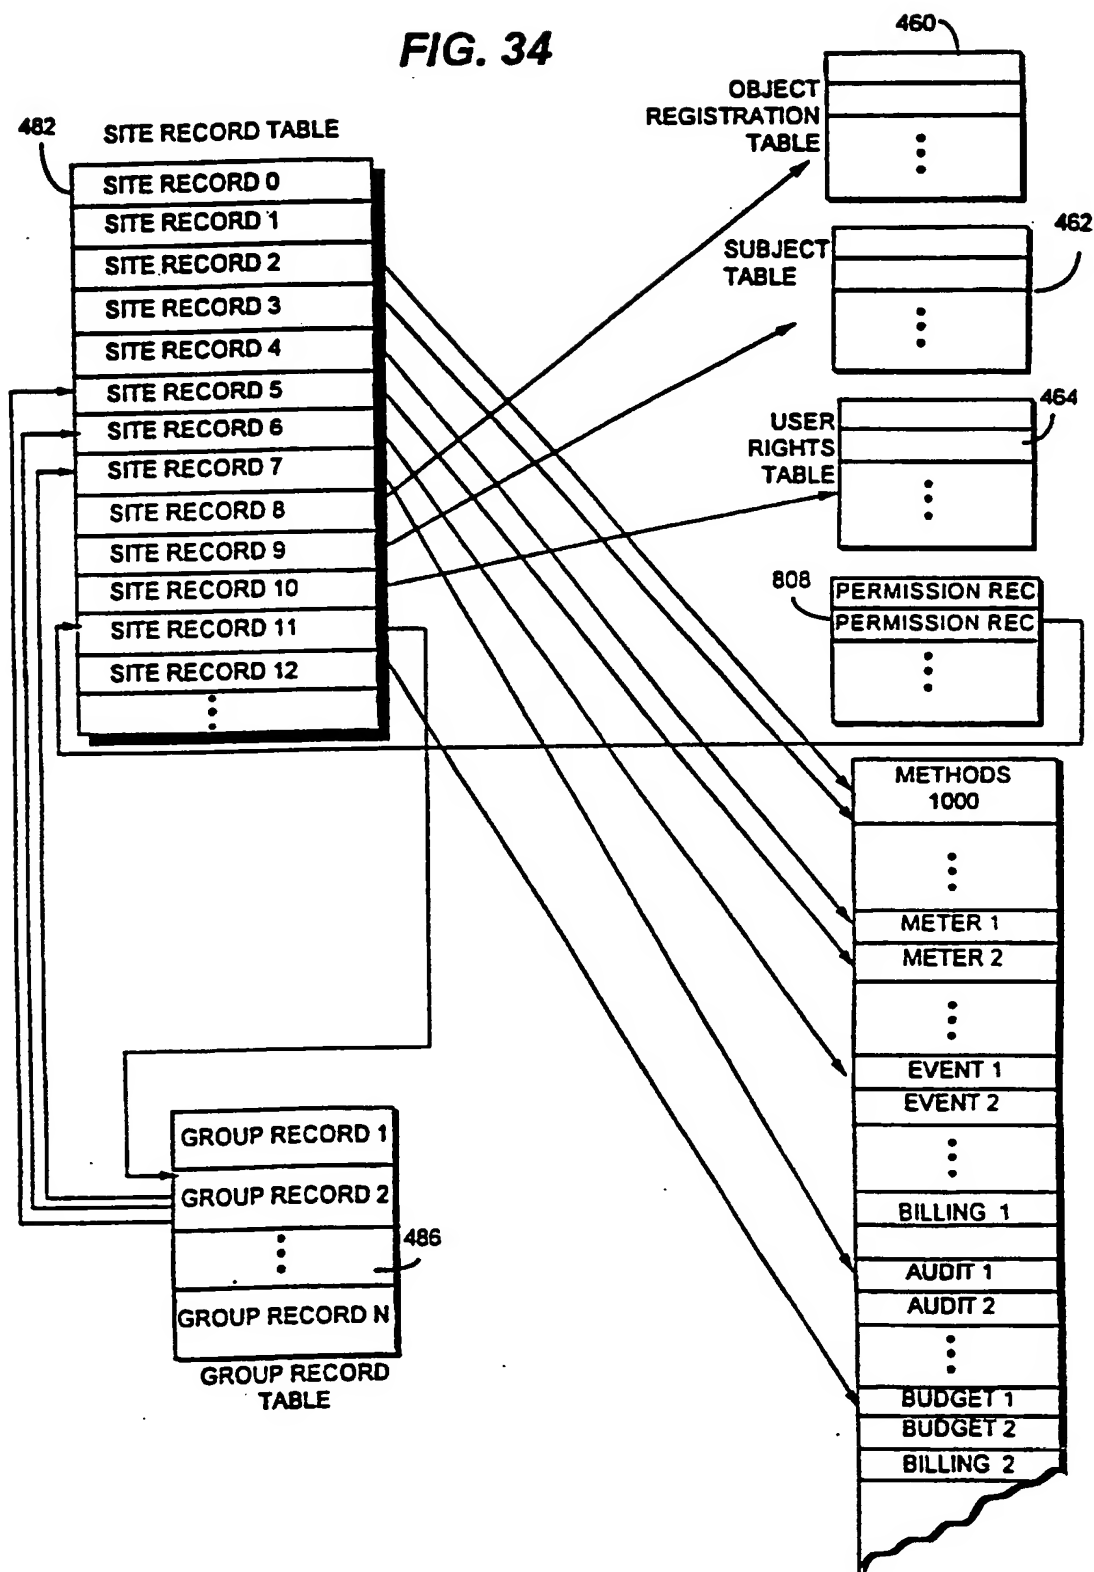 FIG. 34
482
SITE RECORD TABLE
SITE RECORD 0
SITE RECORD 1
SITE RECORD 2
SITE RECORD 3
SITE RECORD 4
SITE RECORD 5
SITE RECORD 6
SITE RECORD 7
SITE RECORD 8
SITE RECORD 9
SITE RECORD 10
SITE RECORD 11
SITE RECORD 12
460
OBJECT
REGISTRATION
TABLE
462
SUBJECT
TABLE
464
USER
RIGHTS
TABLE
808
PERMISSION REC
PERMISSION REC
METHODS
1000
METER 1
METER 2
EVENT 1
EVENT 2
BILLING 1
AUDIT 1
AUDIT 2
BUDGET 1
BUDGET 2
BILLING 2
GROUP RECORD 1
GROUP RECORD 2
486
GROUP RECORD N
GROUP RECORD
TABLE